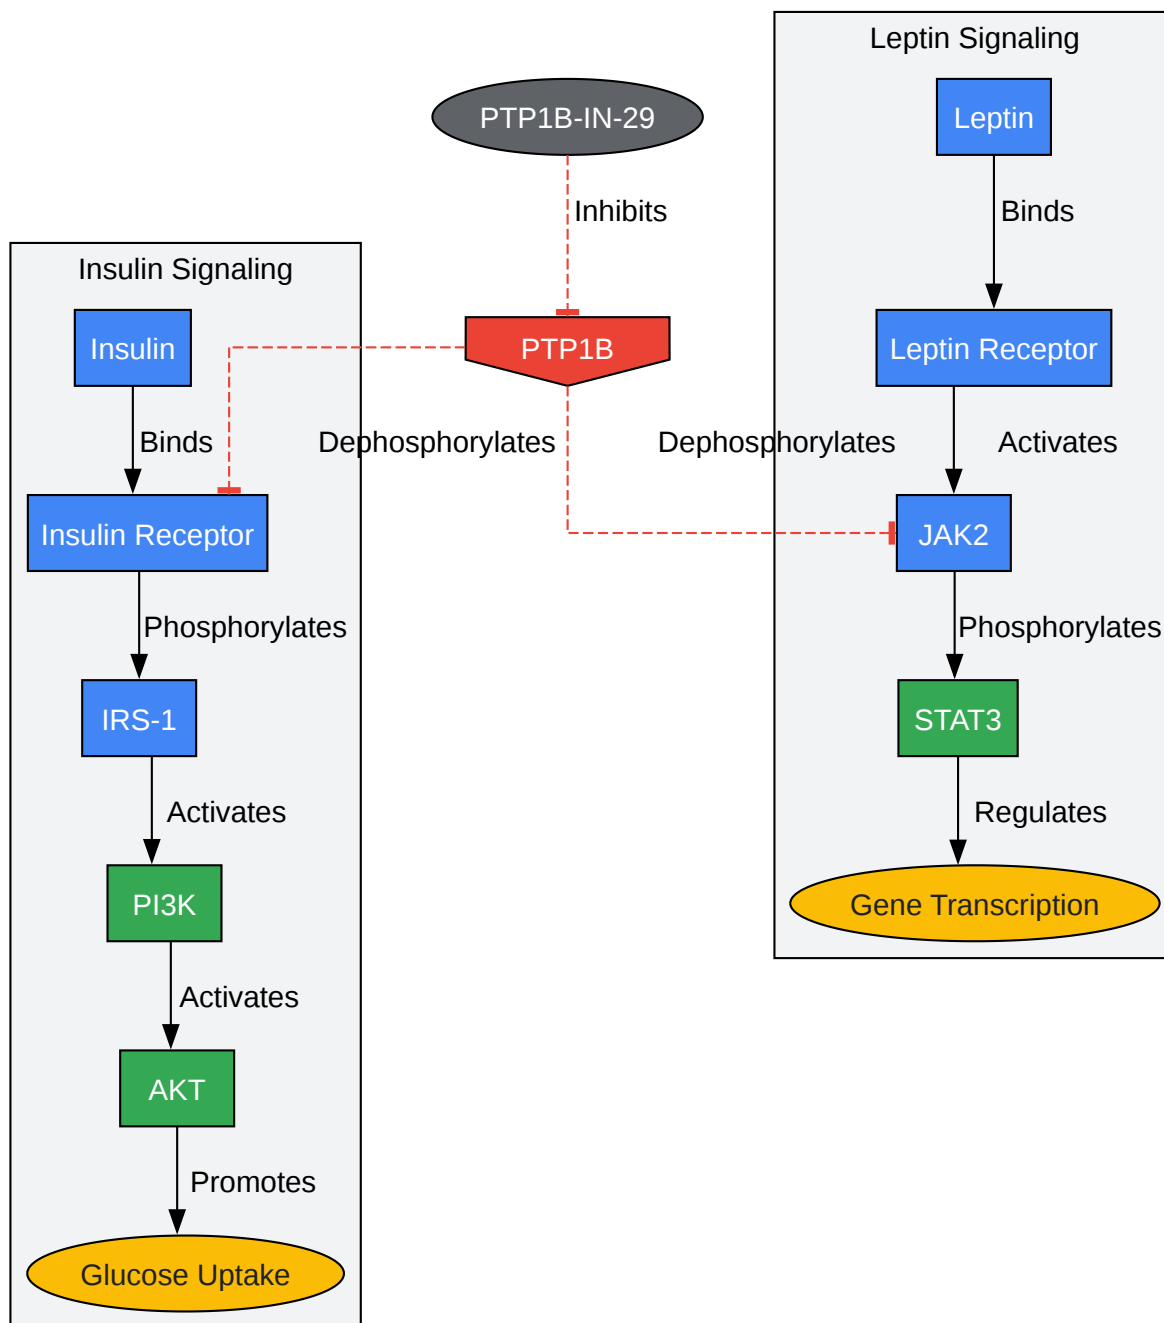 Leptin Signaling
PTP1B-IN-29
Leptin
Inhibits
Binds
Insulin Signaling
Insulin
PTP1B
Leptin Receptor
Binds
Dephosphorylates
Dephosphorylates
Activates
Insulin Receptor
JAK2
Phosphorylates
Phosphorylates
IRS-1
STAT3
Activates
Regulates
PI3K
Gene Transcription
Activates
AKT
Promotes
Glucose Uptake